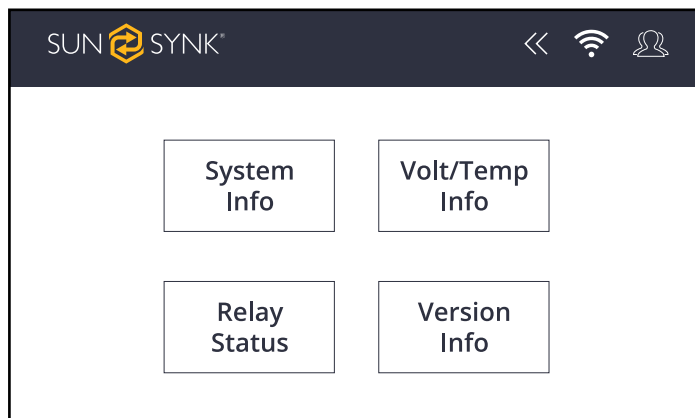 SUN SYNK®
System
Info
Volt/Temp
Info
Relay
Status
Version
Info